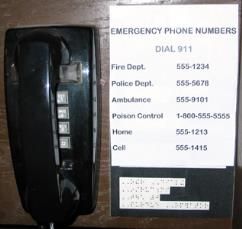 EMERGENCY PHONE NUMBERS
DIAL 911
Fire Dept. 555-1234
Police Dept. 555-5678
Ambulance 555-9101
Poison Control 1-800-555-5555
Home 555-1213
Cell 555-1415